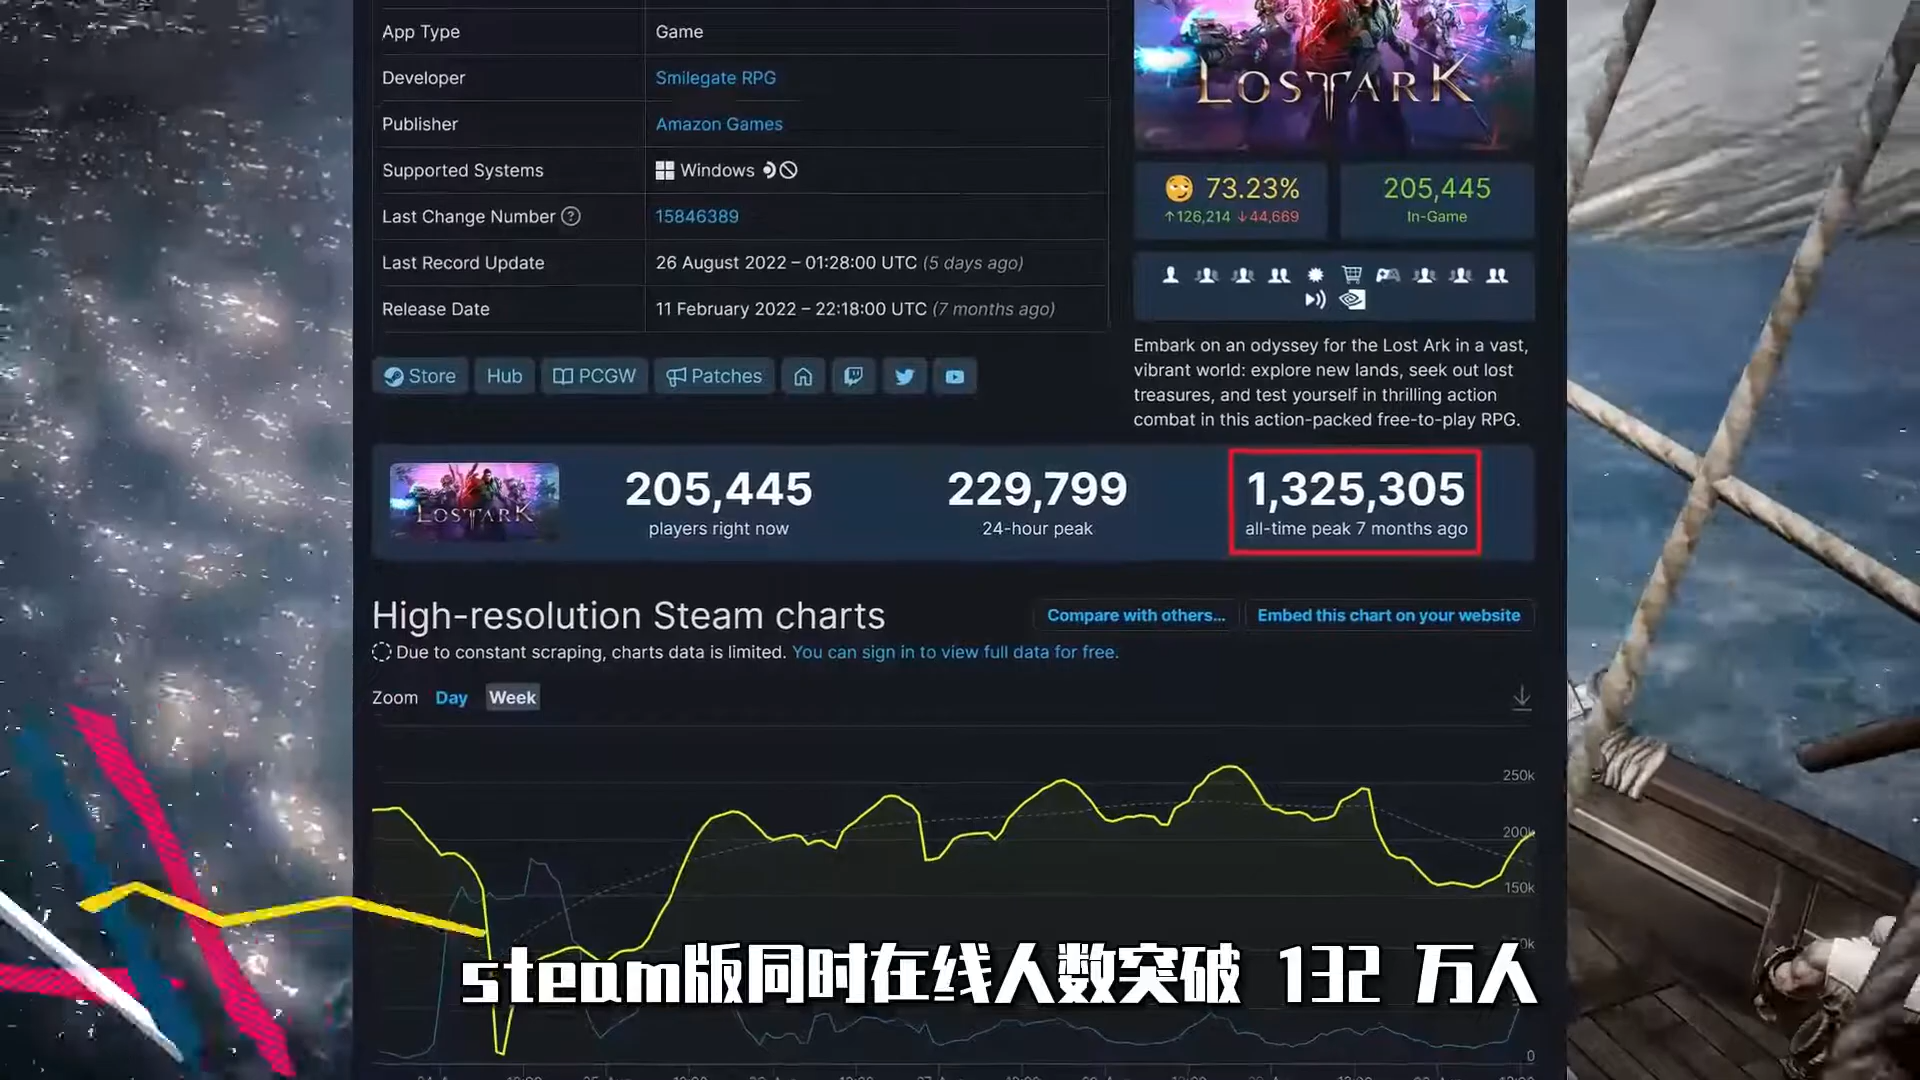 App Type Game
Developer Smilegate RPG
Publisher Amazon Games
Supported Systems Windows
Last Change Number ? 15846389
Last Record Update 26 August 2022 – 01:28:00 UTC (5 days ago)
Release Date 11 February 2022 – 22:18:00 UTC (7 months ago)
LOST ARK
73.23%
↑126,214 ↓44,669
205,445
In-Game
Embark on an odyssey for the Lost Ark in a vast,
vibrant world: explore new lands, seek out lost
treasures, and test yourself in thrilling action
combat in this action-packed free-to-play RPG.
Store Hub PCGW Patches
LOST ARK
205,445
players right now
229,799
24-hour peak
1,325,305
all-time peak 7 months ago
High-resolution Steam charts
Compare with others... Embed this chart on your website
Due to constant scraping, charts data is limited. You can sign in to view full data for free.
Zoom Day Week
250k
200k
150k
0
steam版同时在线人数突破 132 万人